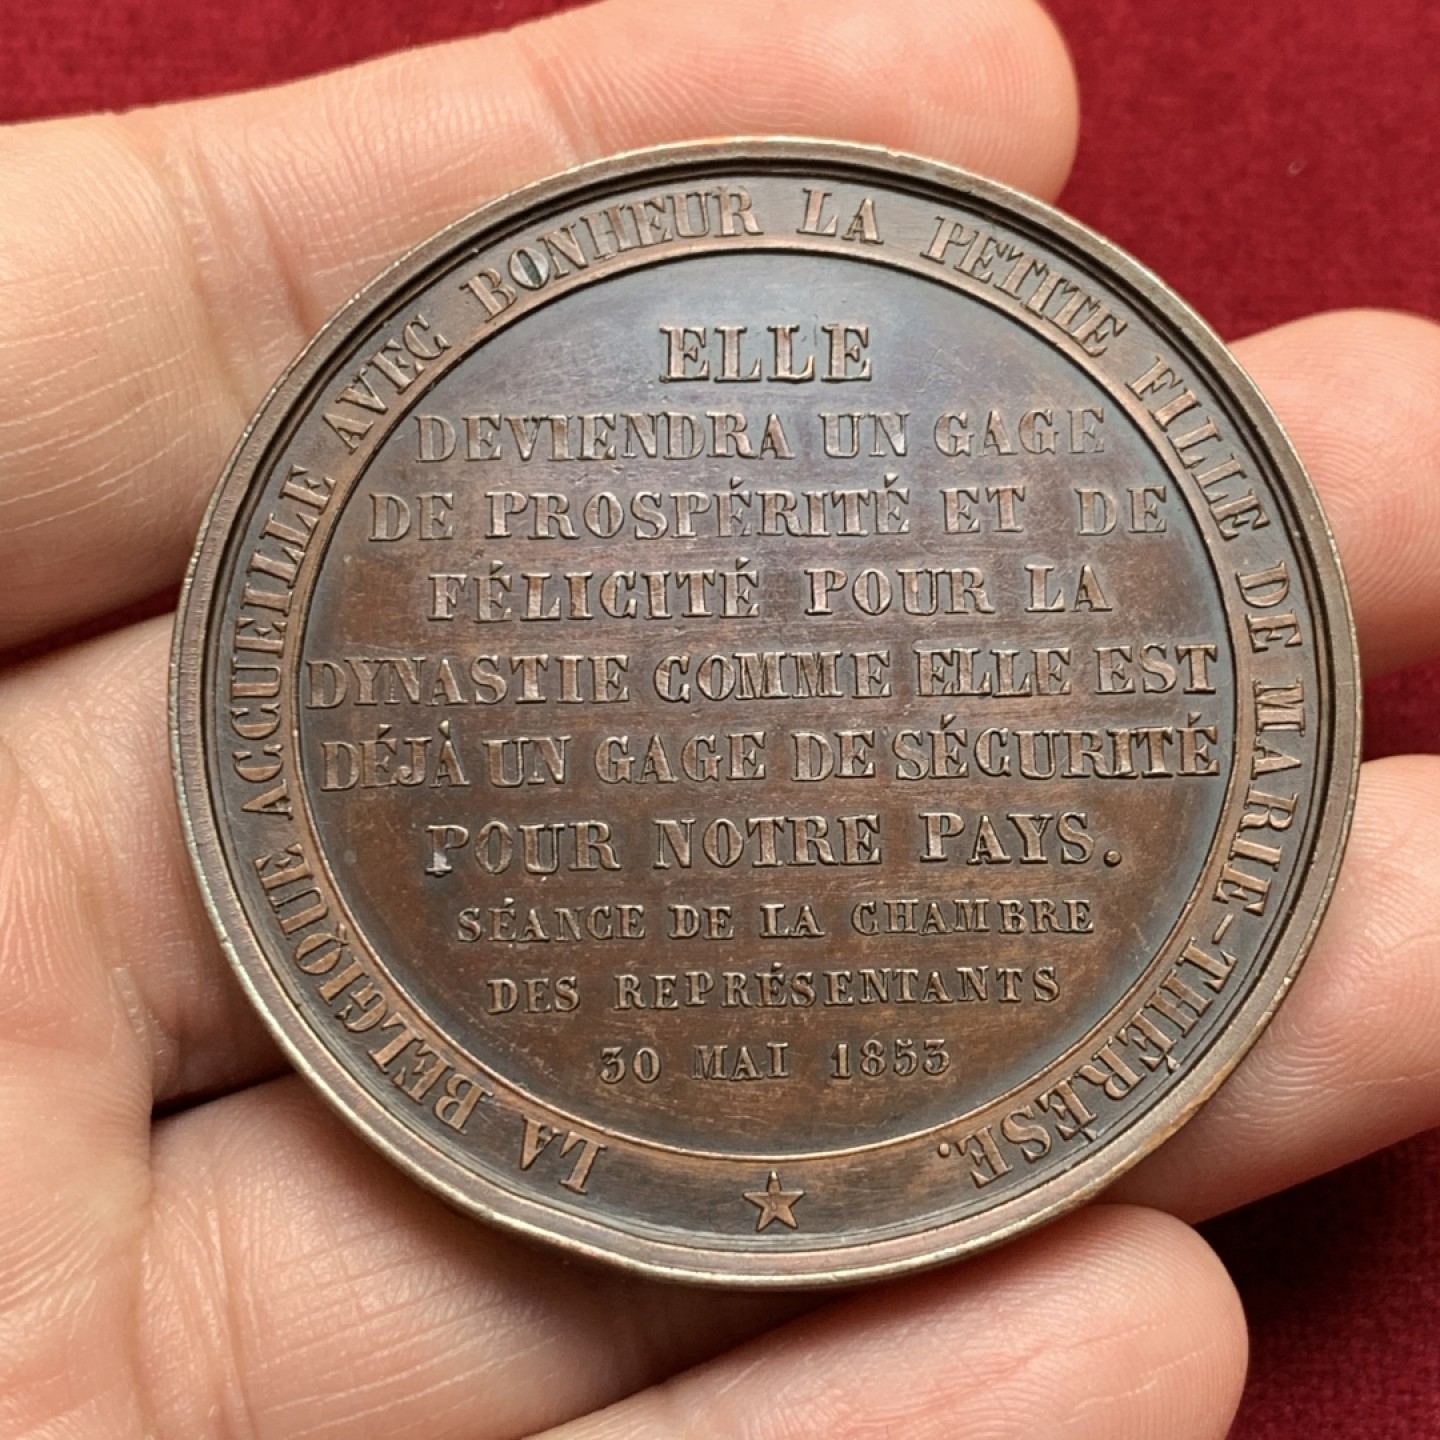 LA BELGIQUE ACCUEILLE AVEC BONHEUR LA PETITE FILLE DE MARIE-THÉRÈSE.
ELLE
DEVIENDRA UN GAGE
DE PROSPÉRITÉ ET DE
FÉLICITÉ POUR LA
DYNASTIE COMME ELLE EST
DÉJÀ UN GAGE DE SÉCURITÉ
POUR NOTRE PAYS.
SÉANCE DE LA CHAMBRE
DES REPRÉSENTANTS
30 MAI 1853